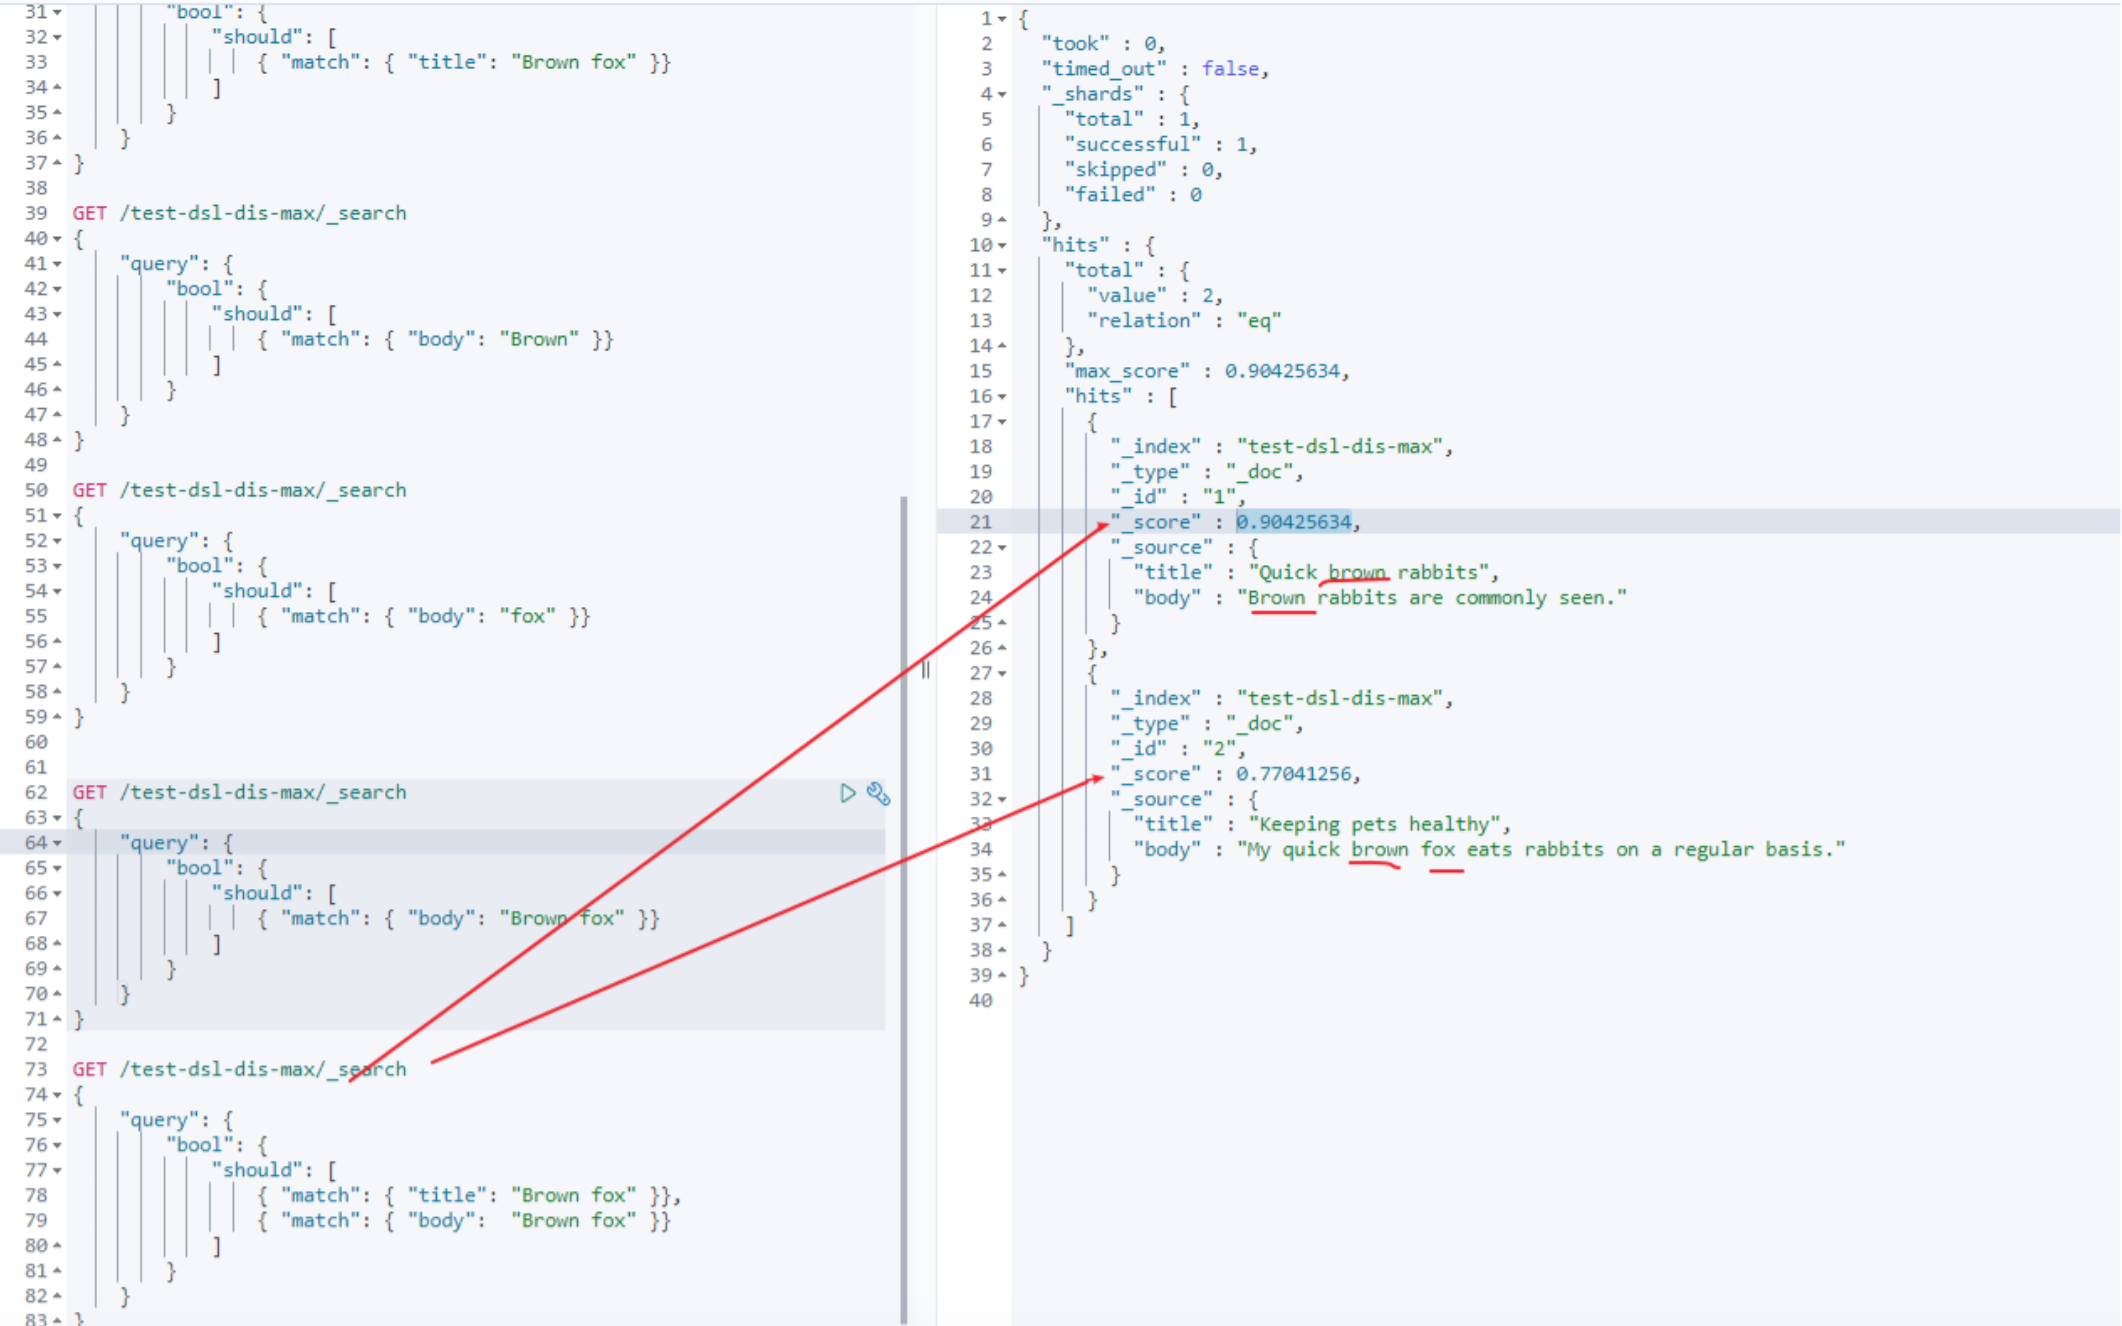 31 "bool": {
32 "should": [
33 { "match": { "title": "Brown fox" }}
34 ]
35 }
36 }
37 }
38
39 GET /test-dsl-dis-max/_search
40 {
41 "query": {
42 "bool": {
43 "should": [
44 { "match": { "body": "Brown" }}
45 ]
46 }
47 }
48 }
49
50 GET /test-dsl-dis-max/_search
51 {
52 "query": {
53 "bool": {
54 "should": [
55 { "match": { "body": "fox" }}
56 ]
57 }
58 }
59 }
60
61
62 GET /test-dsl-dis-max/_search
63 {
64 "query": {
65 "bool": {
66 "should": [
67 { "match": { "body": "Brown fox" }}
68 ]
69 }
70 }
71 }
72
73 GET /test-dsl-dis-max/_search
74 {
75 "query": {
76 "bool": {
77 "should": [
78 { "match": { "title": "Brown fox" }},
79 { "match": { "body":  "Brown fox" }}
80 ]
81 }
82 }
83 }
1 {
2 "took" : 0,
3 "timed_out" : false,
4 "_shards" : {
5 "total" : 1,
6 "successful" : 1,
7 "skipped" : 0,
8 "failed" : 0
9 },
10 "hits" : {
11 "total" : {
12 "value" : 2,
13 "relation" : "eq"
14 },
15 "max_score" : 0.90425634,
16 "hits" : [
17 {
18 "_index" : "test-dsl-dis-max",
19 "_type" : "_doc",
20 "_id" : "1",
21 "_score" : 0.90425634,
22 "_source" : {
23 "title" : "Quick brown rabbits",
24 "body" : "Brown rabbits are commonly seen."
25 }
26 },
27 {
28 "_index" : "test-dsl-dis-max",
29 "_type" : "_doc",
30 "_id" : "2",
31 "_score" : 0.77041256,
32 "_source" : {
33 "title" : "Keeping pets healthy",
34 "body" : "My quick brown fox eats rabbits on a regular basis."
35 }
36 }
37 ]
38 }
39 }
40